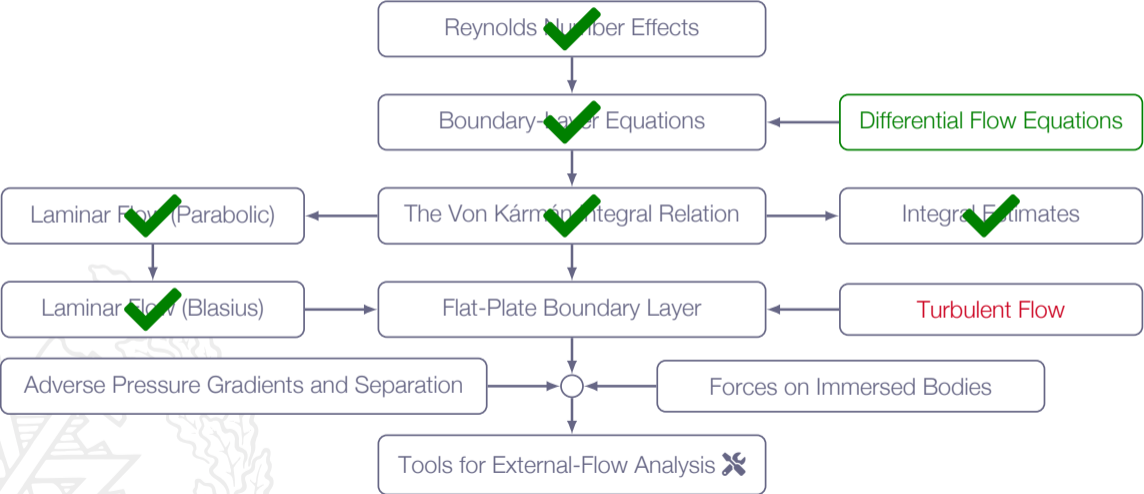 Reynolds Number Effects
Boundary-Layer Equations
Differential Flow Equations
Laminar Flow (Parabolic)
The Von Kármán Integral Relation
Integral Estimates
Laminar Flow (Blasius)
Flat-Plate Boundary Layer
Turbulent Flow
Adverse Pressure Gradients and Separation
Forces on Immersed Bodies
Tools for External-Flow Analysis